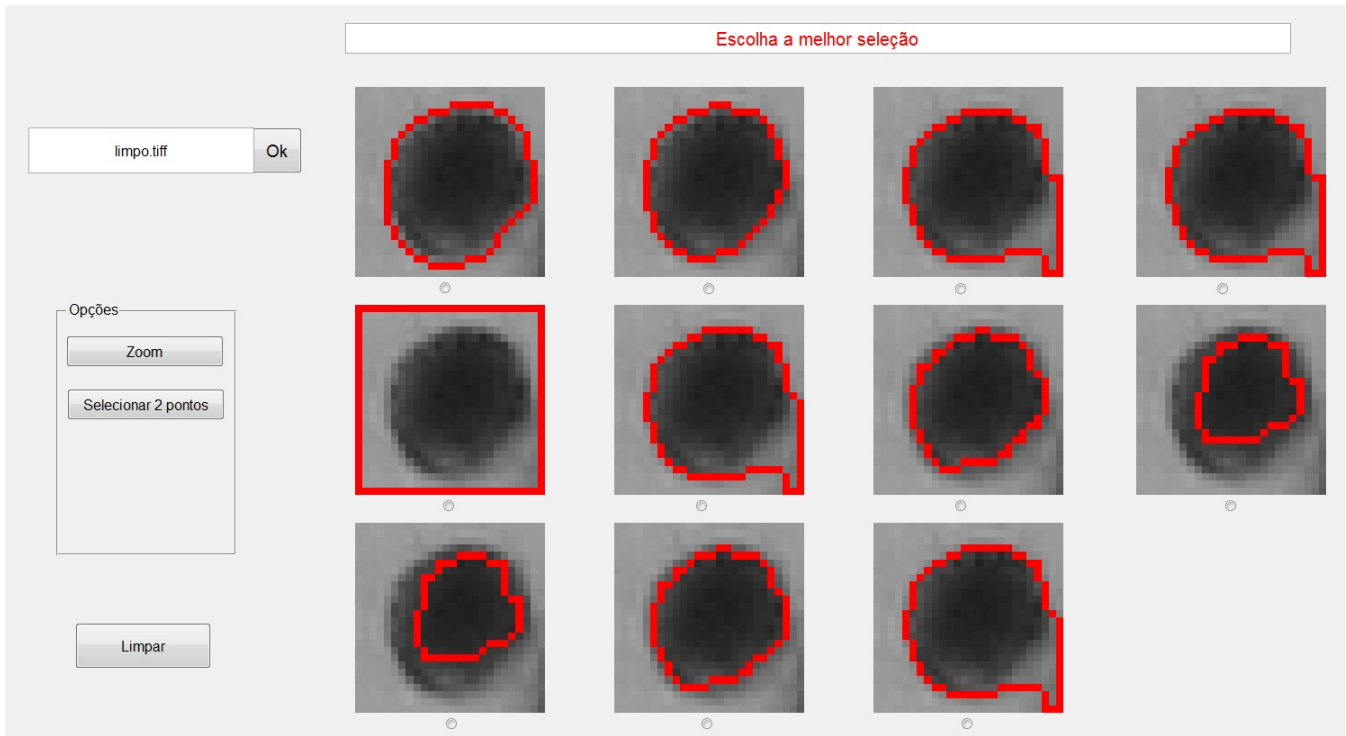 Escolha a melhor seleção
limpo.tiff
Ok
Opções
Zoom
Selecionar 2 pontos
Limpar